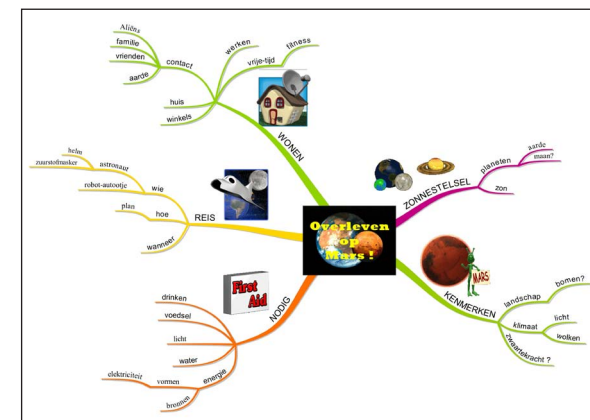 Aliëns
familie
vrienden
aarde
contact
werken
vrije-tijd
fitness
huis
winkels
WONEN
helm
zuurstofmasker
astronaut
robot-autootje
wie
plan
hoe
wanneer
REIS
Overleven
op
Mars !
ZONNESTELSEL
planeten
aarde
maan?
zon
MARS
KENMERKEN
landschap
bomen?
klimaat
licht
wolken
zwaartekracht ?
First
Aid
NODIG
drinken
voedsel
licht
water
energie
vormen
elektriciteit
bronnen